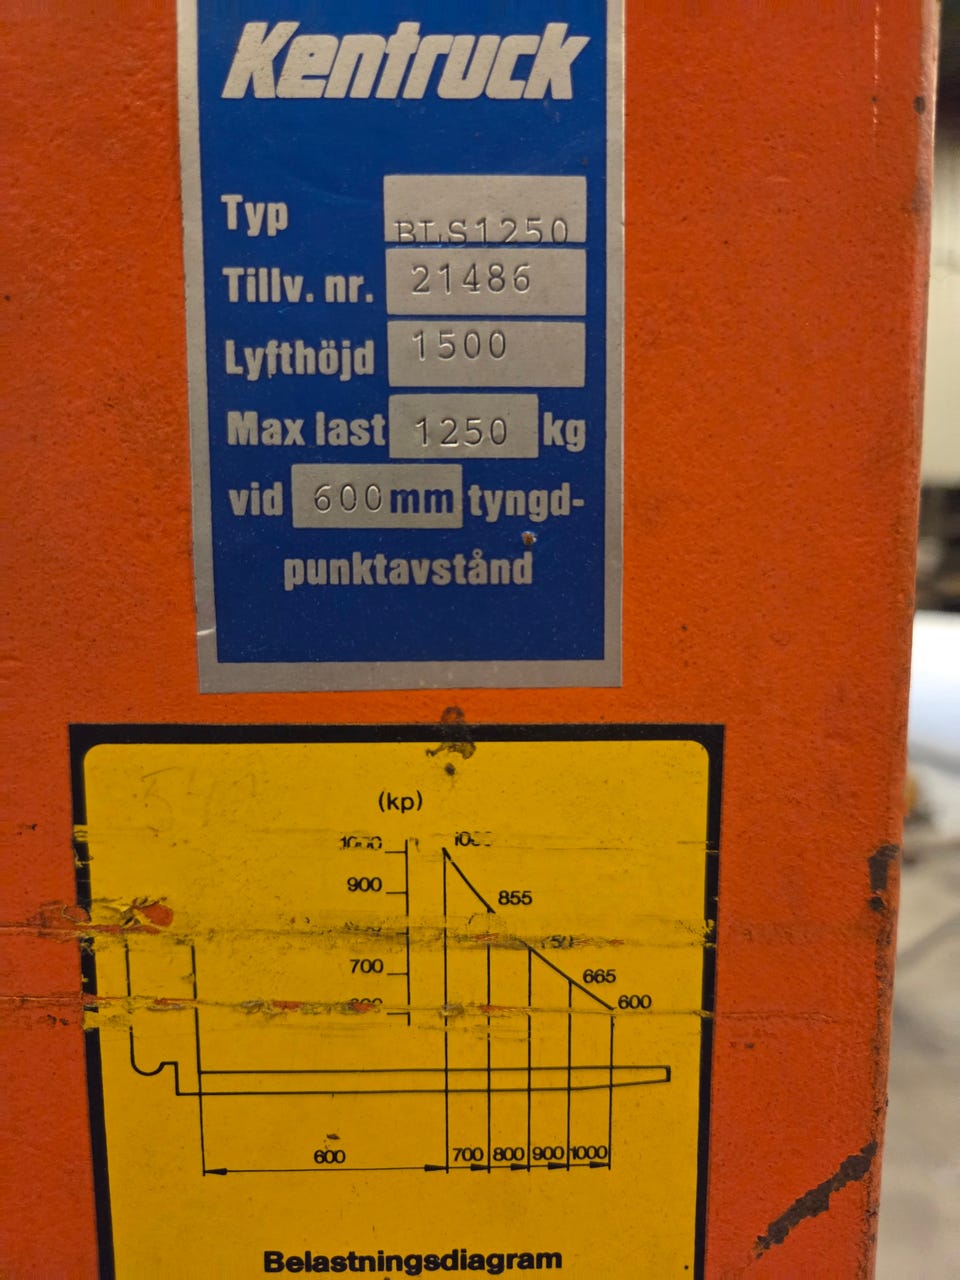 Kentruck
Typ BLS1250
Tillv. nr. 21486
Lyfthöjd 1500
Max last 1250 kg
vid 600 mm tyngd-
punktavstånd
(kp)
1000
900 855
700 665
600
600 700 800 900 1000
Belastningsdiagram